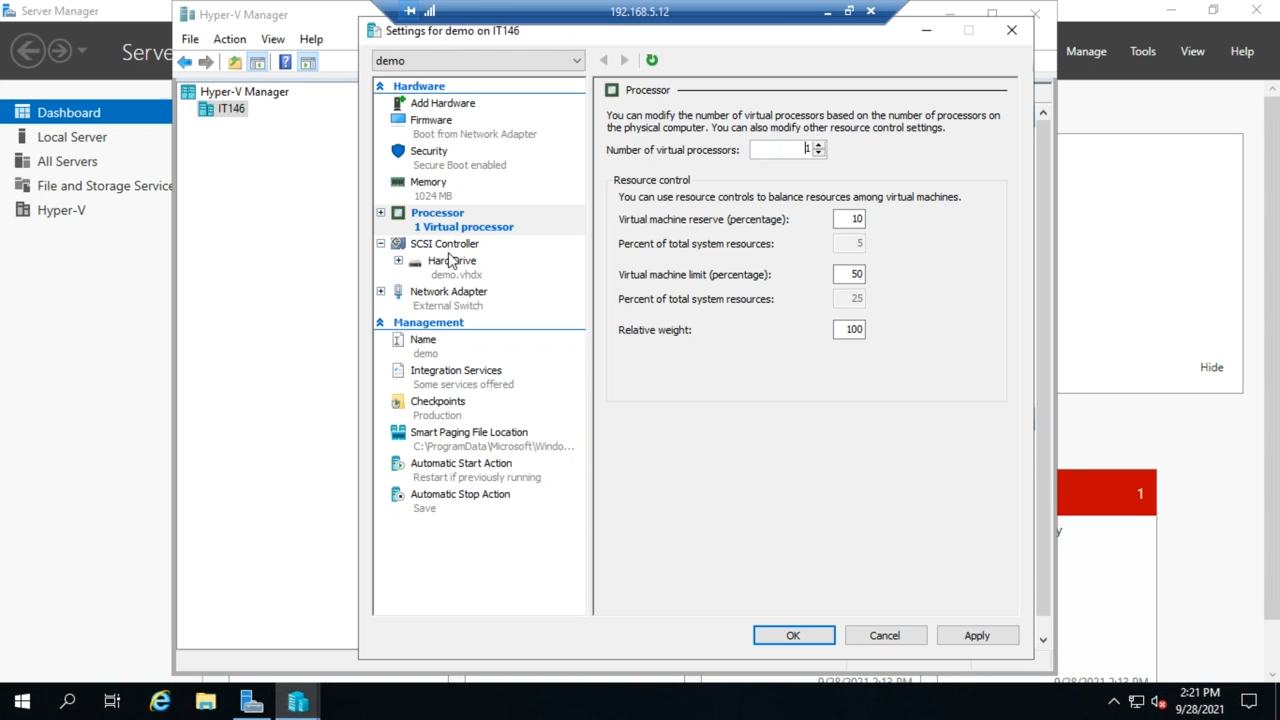 Server Manager
Hyper-V Manager
192.168.5.12
Settings for demo on IT146
File Action View Help
Serve
Manage Tools View Help
demo
Dashboard
Local Server
All Servers
File and Storage Service
Hyper-V
Hyper-V Manager
IT146
Hardware
Add Hardware
Firmware
Boot from Network Adapter
Security
Secure Boot enabled
Memory
1024 MB
Processor
1 Virtual processor
SCSI Controller
Hard Drive
demo.vhdx
Network Adapter
External Switch
Management
Name
demo
Integration Services
Some services offered
Checkpoints
Production
Smart Paging File Location
C:\ProgramData\Microsoft\Windo...
Automatic Start Action
Restart if previously running
Automatic Stop Action
Save
Processor
You can modify the number of virtual processors based on the number of processors on
the physical computer. You can also modify other resource control settings.
Number of virtual processors: 1
Resource control
You can use resource controls to balance resources among virtual machines.
Virtual machine reserve (percentage): 10
Percent of total system resources: 5
Virtual machine limit (percentage): 50
Percent of total system resources: 25
Relative weight: 100
OK Cancel Apply
Hide
1
2:21 PM
9/28/2021